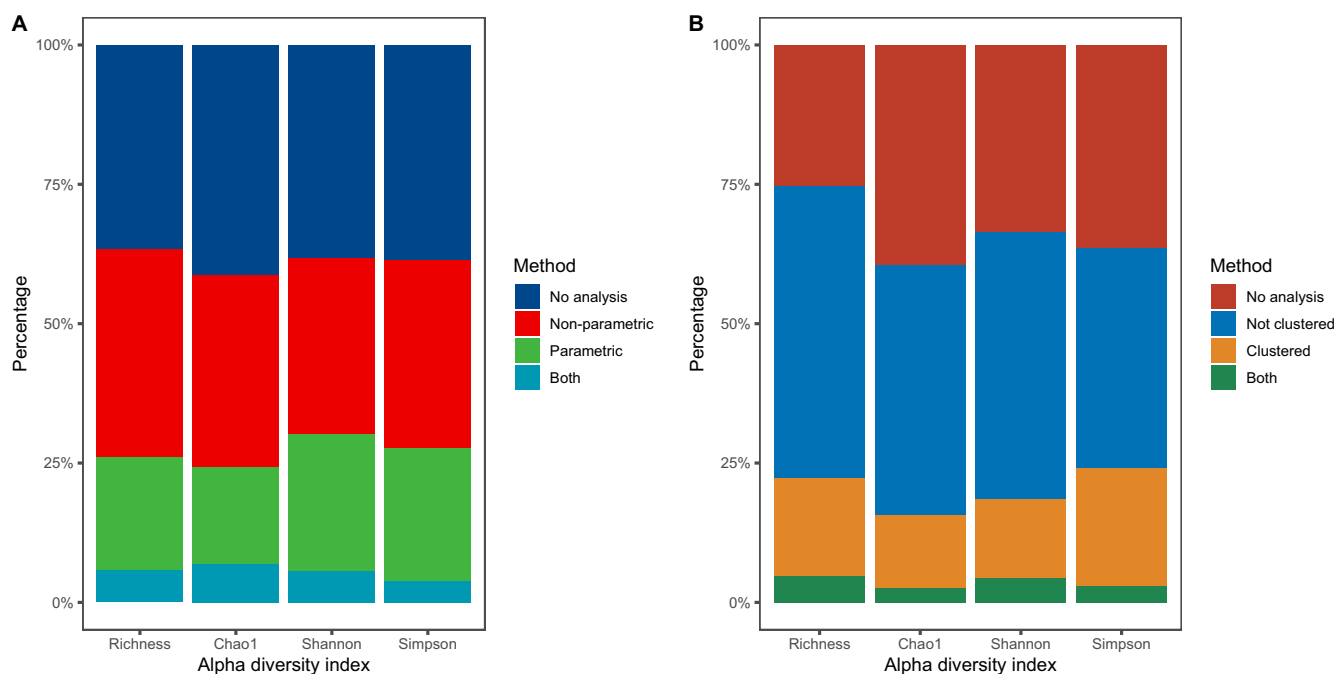 A
100%
75%
50%
25%
0%
Percentage
Richness Chao1 Shannon Simpson
Alpha diversity index
Method
No analysis
Non-parametric
Parametric
Both
B
100%
75%
50%
25%
0%
Percentage
Richness Chao1 Shannon Simpson
Alpha diversity index
Method
No analysis
Not clustered
Clustered
Both